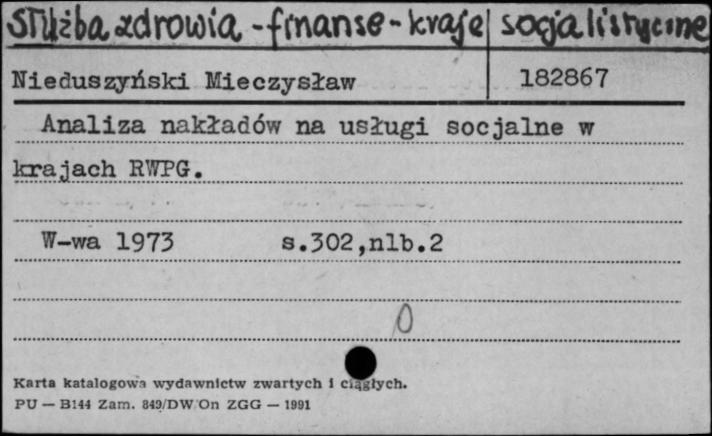 Służba zdrowia - finanse - kraje socjalistyczne
Nieduszyński Mieczysław 182867
Analiza nakładów na usługi socjalne w
krajach RWPG.
W-wa 1973 s.302,nlb.2
0
Karta katalogowa wydawnictw zwartych i ciągłych.
PU — B144 Zam. 849/DW/On ZGG — 1991